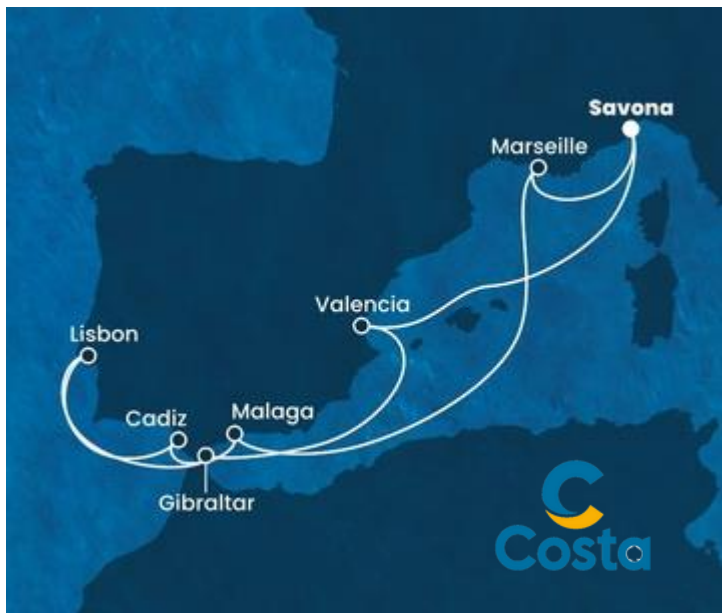 Savona
Marseille
Valencia
Lisbon
Cadiz
Malaga
Gibraltar
Costa